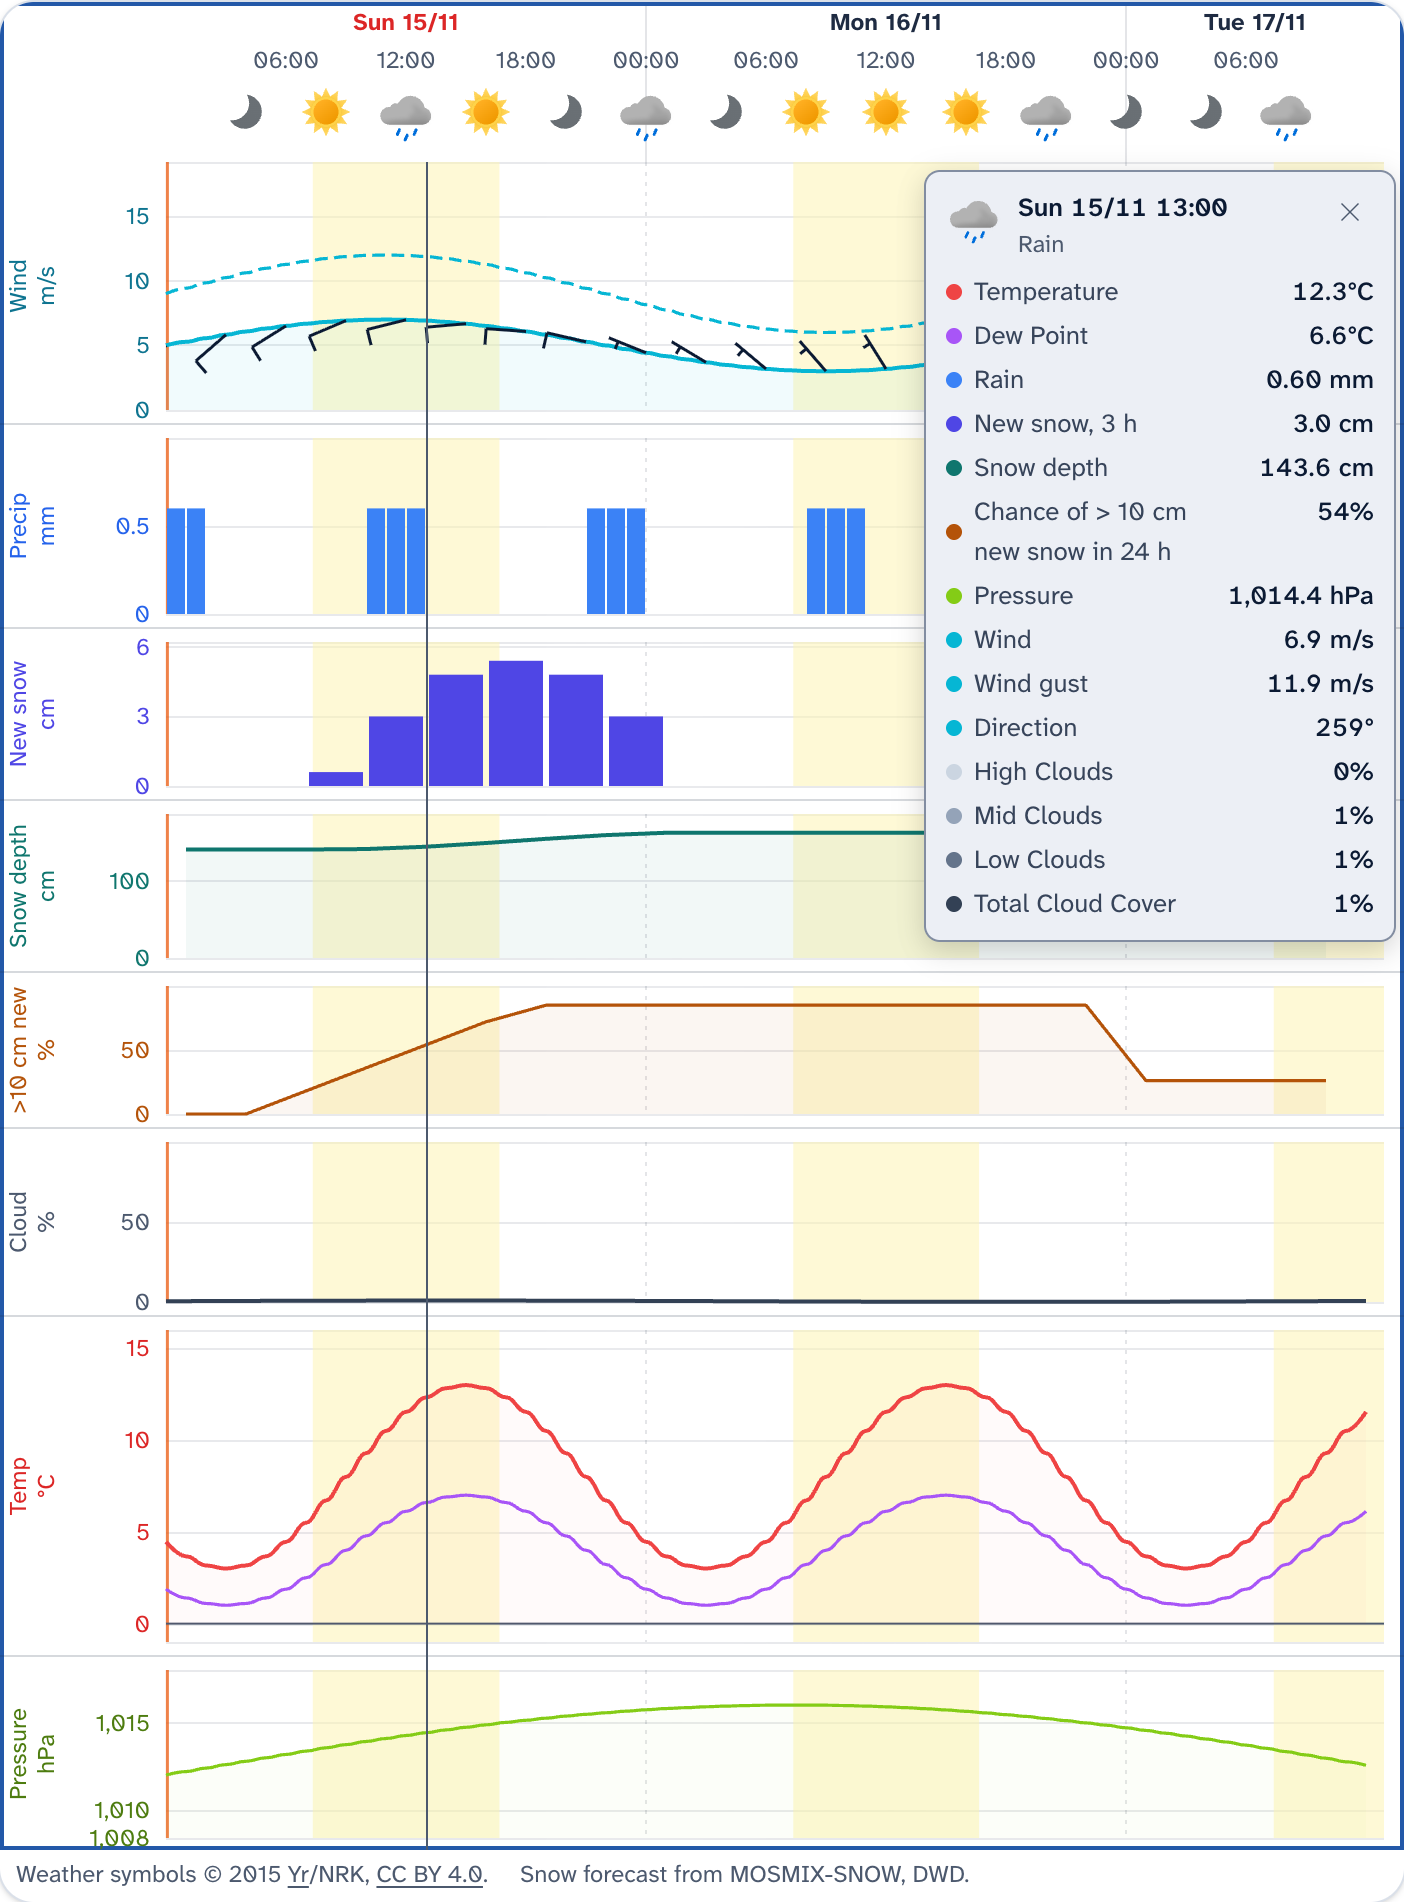 Sun 15/11 Mon 16/11 Tue 17/11
06:00 12:00 18:00 00:00 06:00 12:00 18:00 00:00 06:00
Wind
m/s
15
10
5
0
Precip
mm
0.5
0
New snow
cm
6
3
0
Snow depth
cm
100
0
>10 cm new
%
50
0
Cloud
%
50
0
Temp
°C
15
10
5
0
Pressure
hPa
1,015
1,010
1,008
Sun 15/11 13:00
Rain
Temperature 12.3°C
Dew Point 6.6°C
Rain 0.60 mm
New snow, 3 h 3.0 cm
Snow depth 143.6 cm
Chance of > 10 cm 54%
new snow in 24 h
Pressure 1,014.4 hPa
Wind 6.9 m/s
Wind gust 11.9 m/s
Direction 259°
High Clouds 0%
Mid Clouds 1%
Low Clouds 1%
Total Cloud Cover 1%
Weather symbols © 2015 Yr/NRK, CC BY 4.0. Snow forecast from MOSMIX-SNOW, DWD.